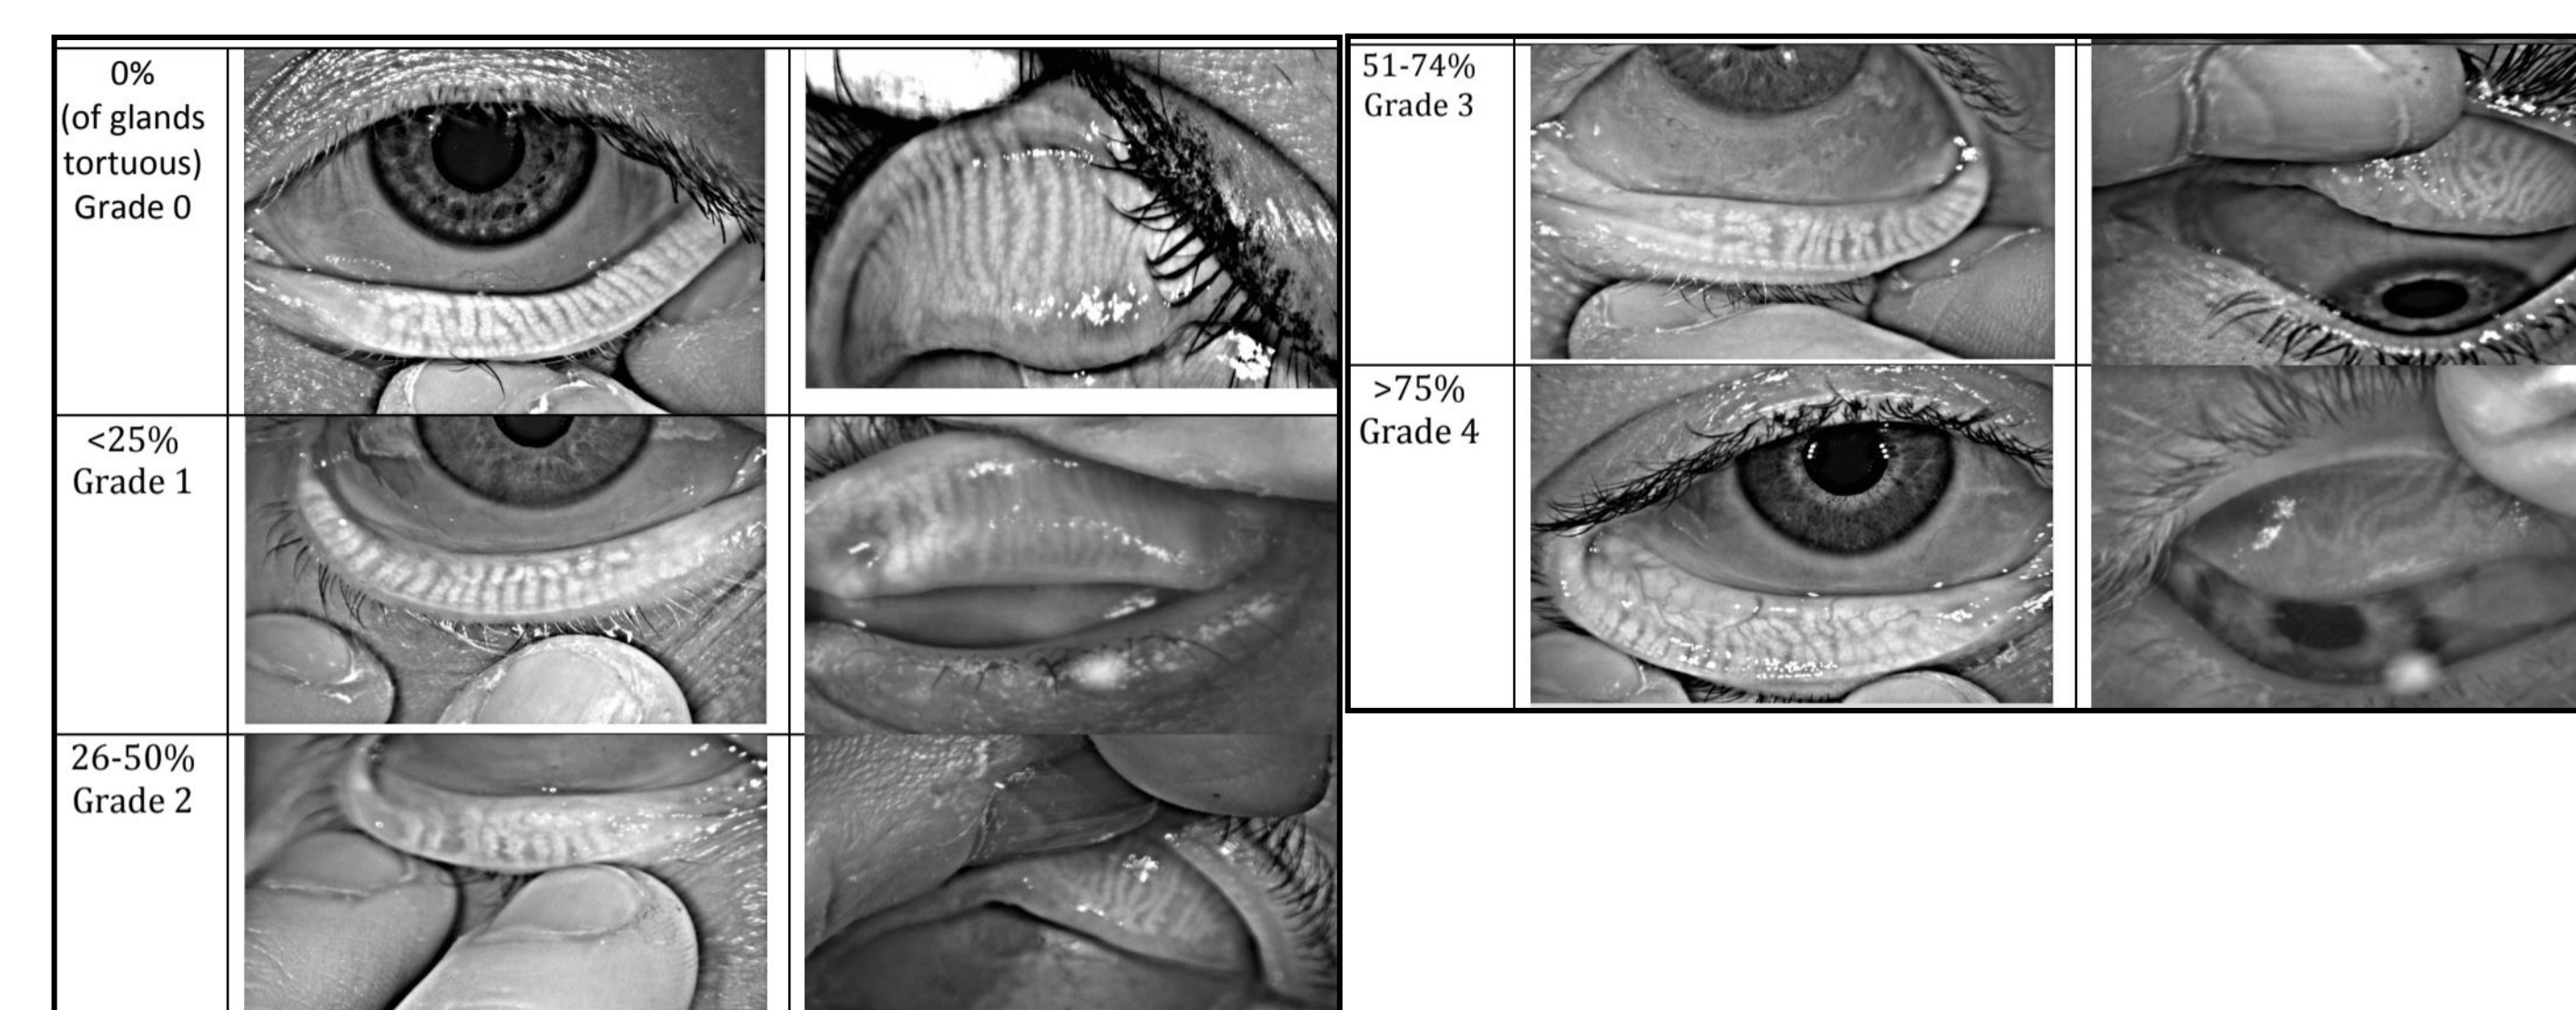 0%
(of glands
tortuous)
Grade 0
<25%
Grade 1
26-50%
Grade 2
51-74%
Grade 3
>75%
Grade 4